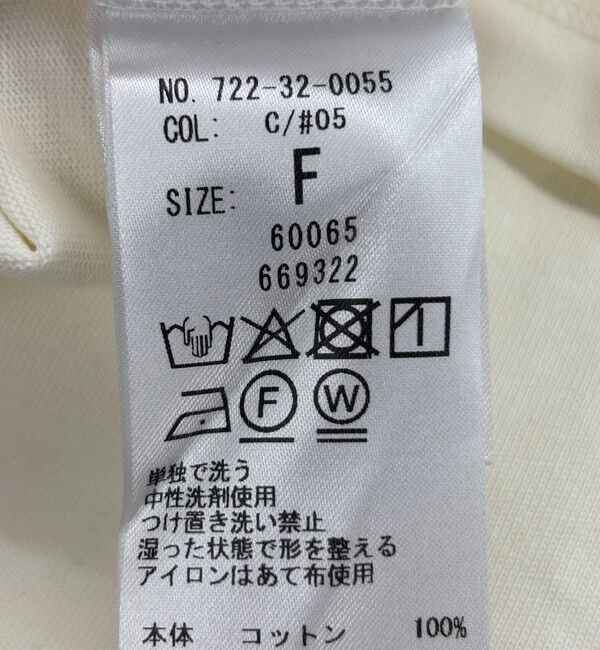 NO. 722-32-0055
COL: C/#05
SIZE: F
60065
669322
F W
単独で洗う
中性洗剤使用
つけ置き洗い禁止
湿った状態で形を整える
アイロンはあて布使用
本体 コットン 100%